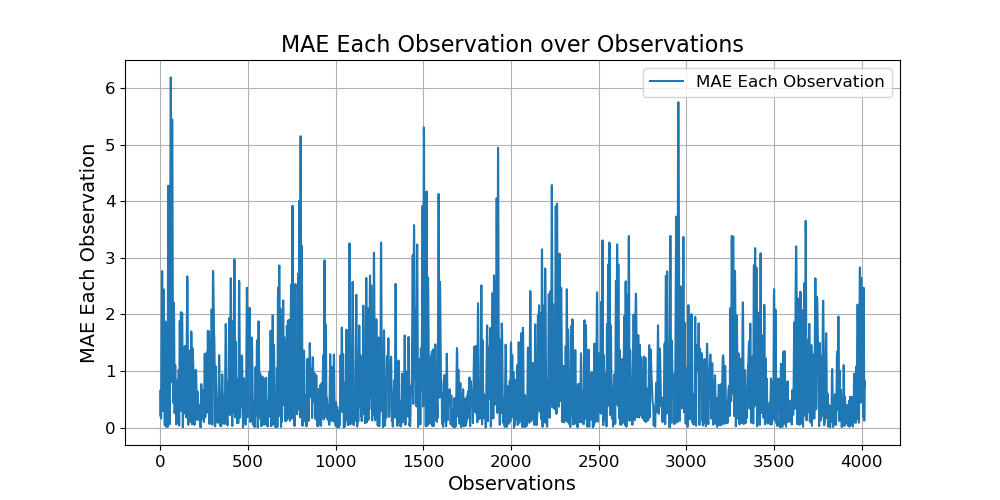 MAE Each Observation over Observations
MAE Each Observation
6
5
4
3
2
1
0
MAE Each Observation
0 500 1000 1500 2000 2500 3000 3500 4000
Observations